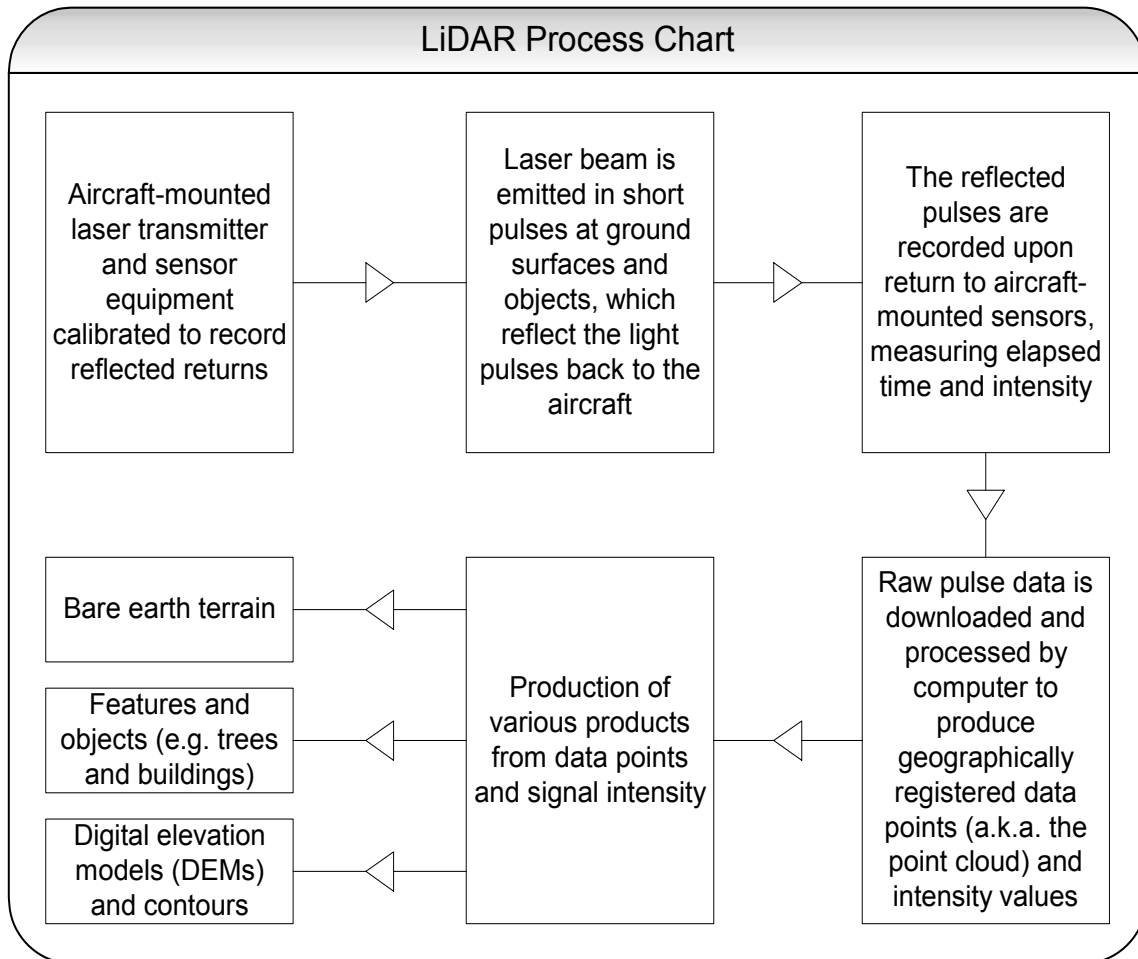 LiDAR Process Chart
Aircraft-mounted
laser transmitter
and sensor
equipment
calibrated to record
reflected returns
Laser beam is
emitted in short
pulses at ground
surfaces and
objects, which
reflect the light
pulses back to the
aircraft
The reflected
pulses are
recorded upon
return to aircraft-
mounted sensors,
measuring elapsed
time and intensity
Raw pulse data is
downloaded and
processed by
computer to
produce
geographically
registered data
points (a.k.a. the
point cloud) and
intensity values
Production of
various products
from data points
and signal intensity
Bare earth terrain
Features and
objects (e.g. trees
and buildings)
Digital elevation
models (DEMs)
and contours